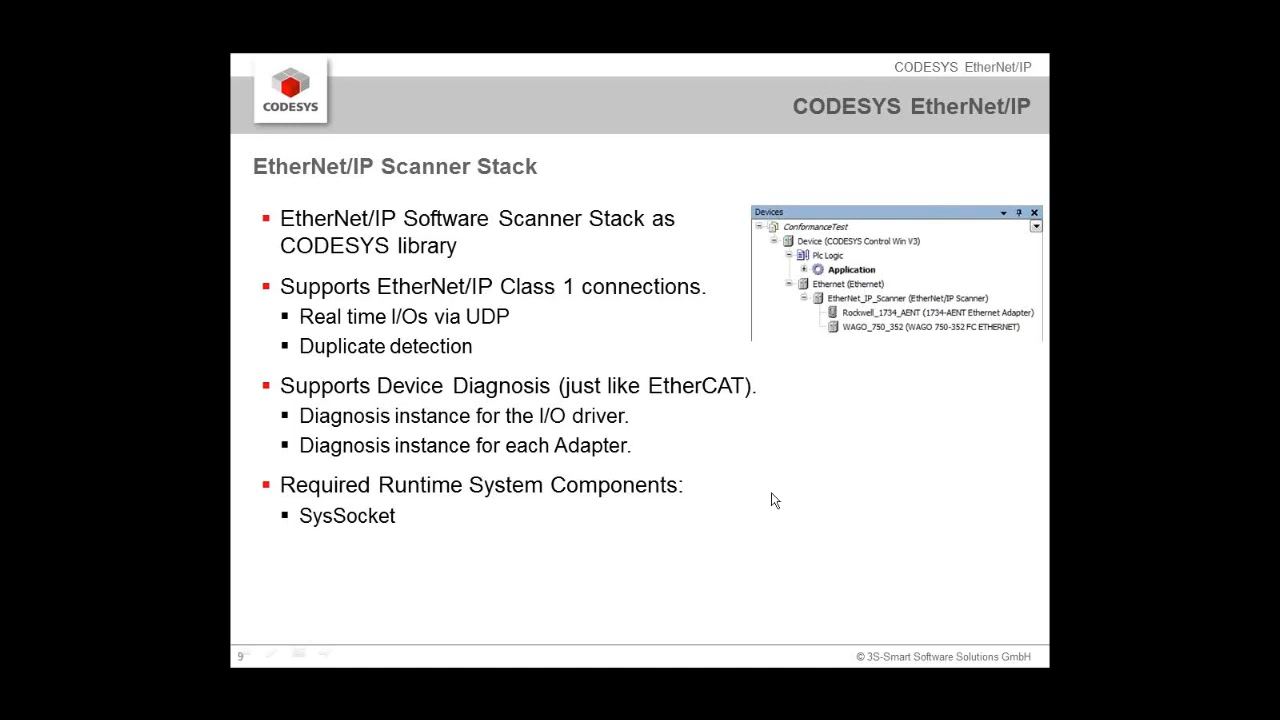 CODESYS
CODESYS EtherNet/IP
CODESYS EtherNet/IP
EtherNet/IP Scanner Stack
EtherNet/IP Software Scanner Stack as
CODESYS library
Supports EtherNet/IP Class 1 connections.
Real time I/Os via UDP
Duplicate detection
Supports Device Diagnosis (just like EtherCAT).
Diagnosis instance for the I/O driver.
Diagnosis instance for each Adapter.
Required Runtime System Components:
SysSocket
Devices
ConformanceTest
Device (CODESYS Control Win V3)
Plc Logic
Application
Ethernet (Ethernet)
EtherNet_IP_Scanner (EtherNet/IP Scanner)
Rockwell_1734_AENT (1734-AENT Ethernet Adapter)
WAGO_750_352 (WAGO 750-352 FC ETHERNET)
9
© 3S-Smart Software Solutions GmbH